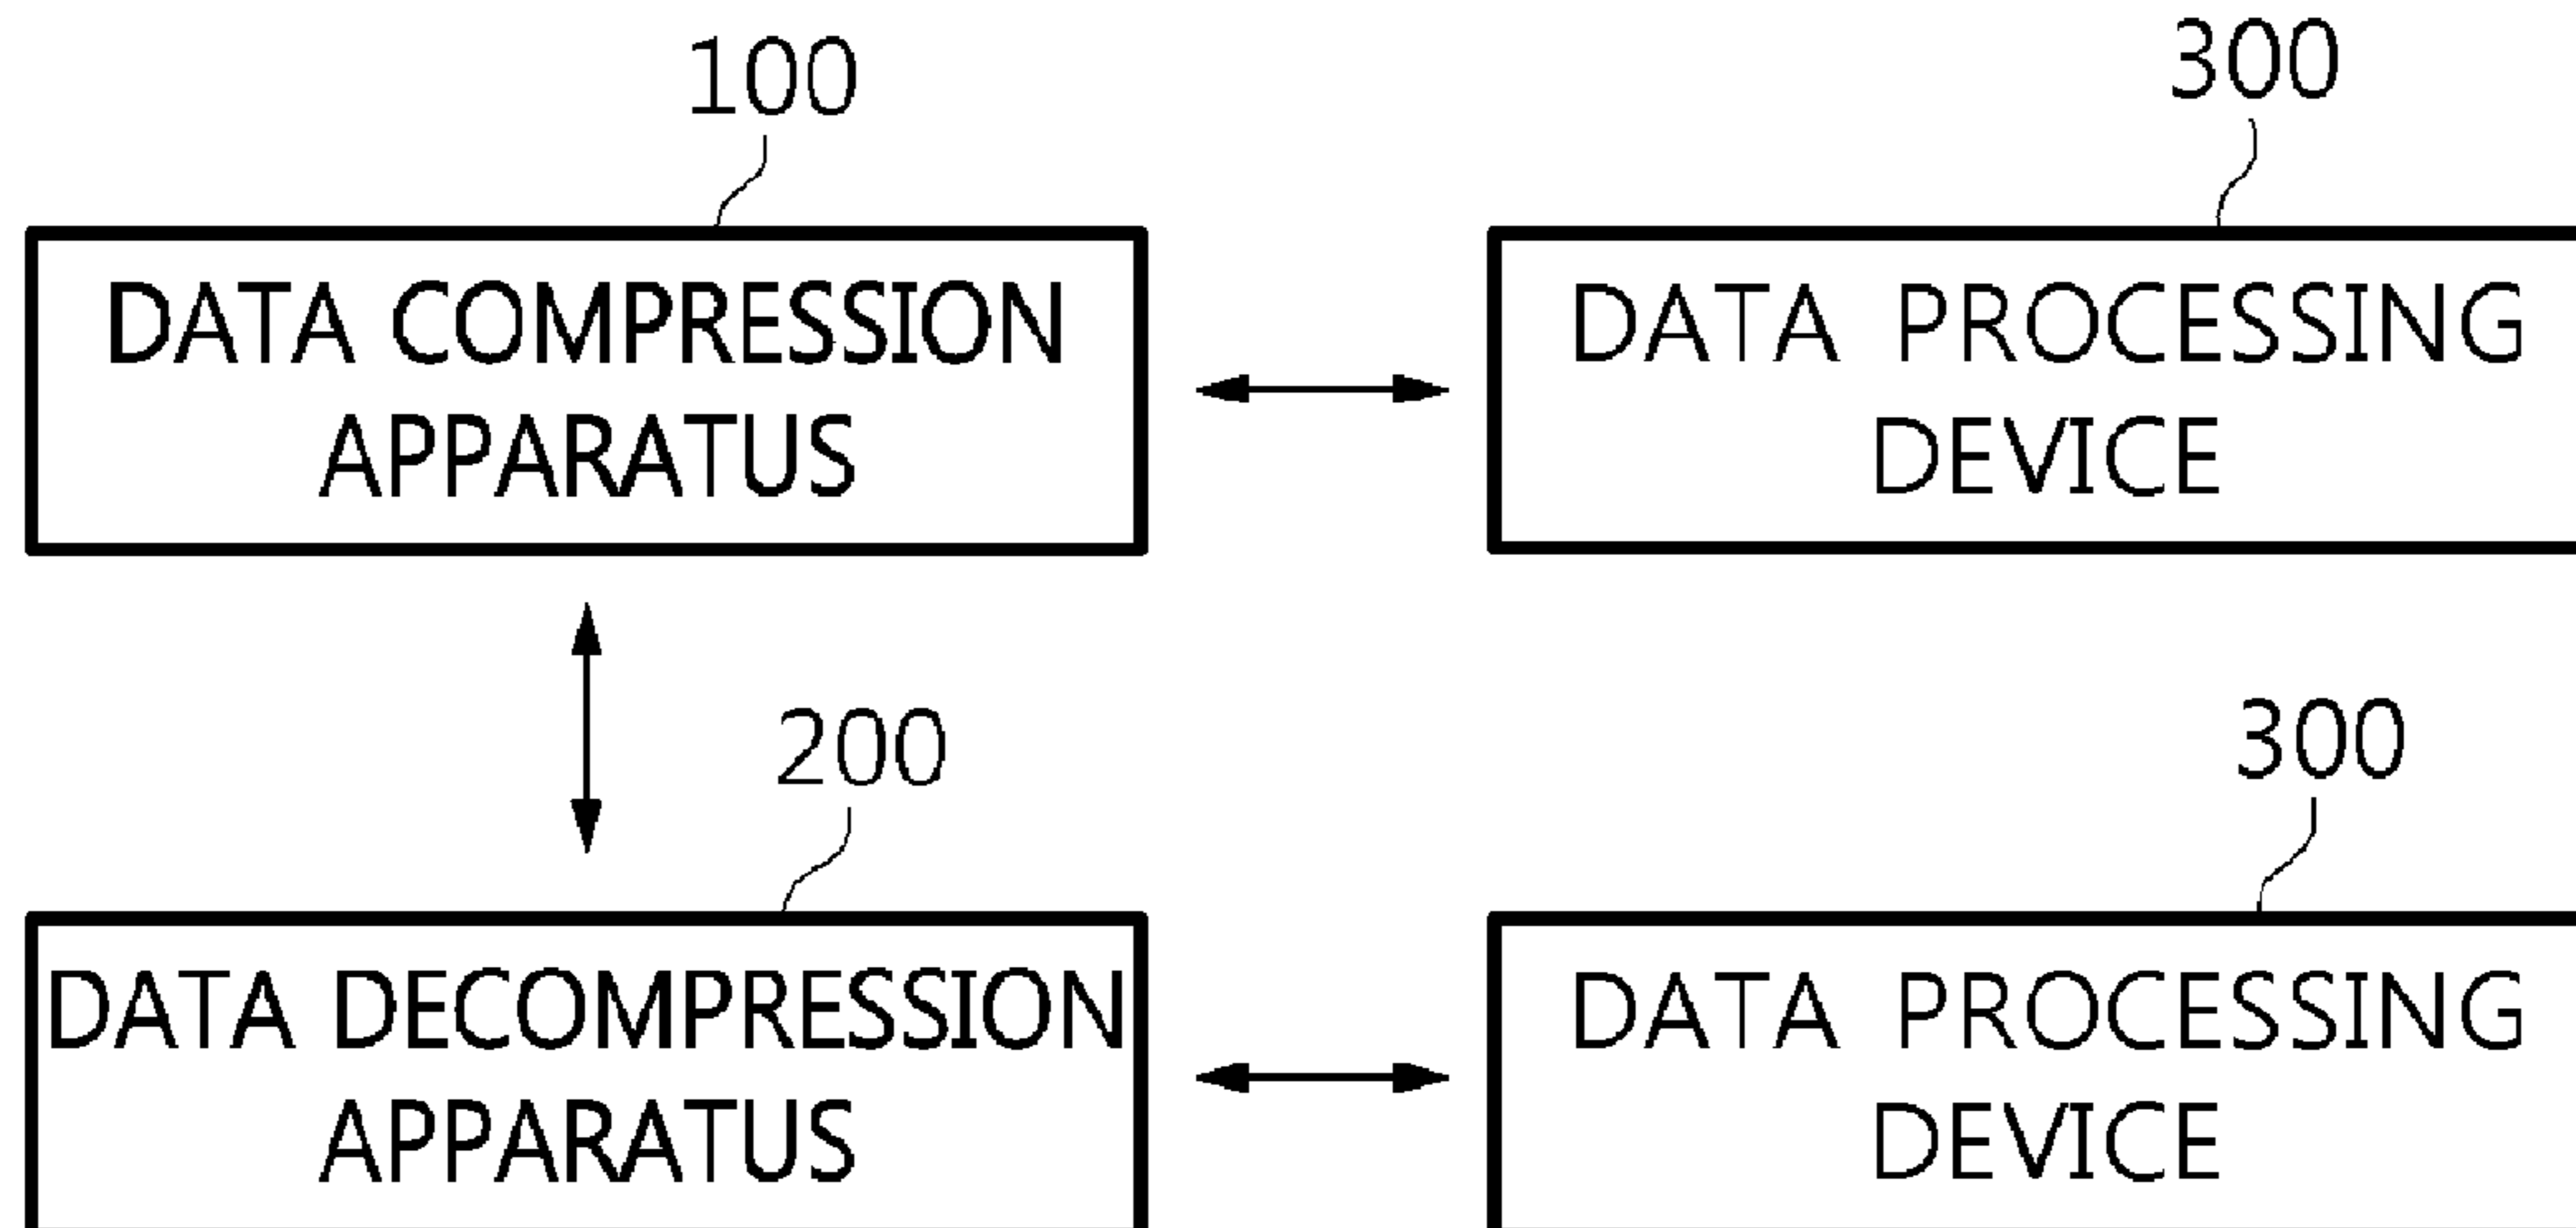 100
DATA COMPRESSION
APPARATUS
300
DATA PROCESSING
DEVICE
200
DATA DECOMPRESSION
APPARATUS
300
DATA PROCESSING
DEVICE